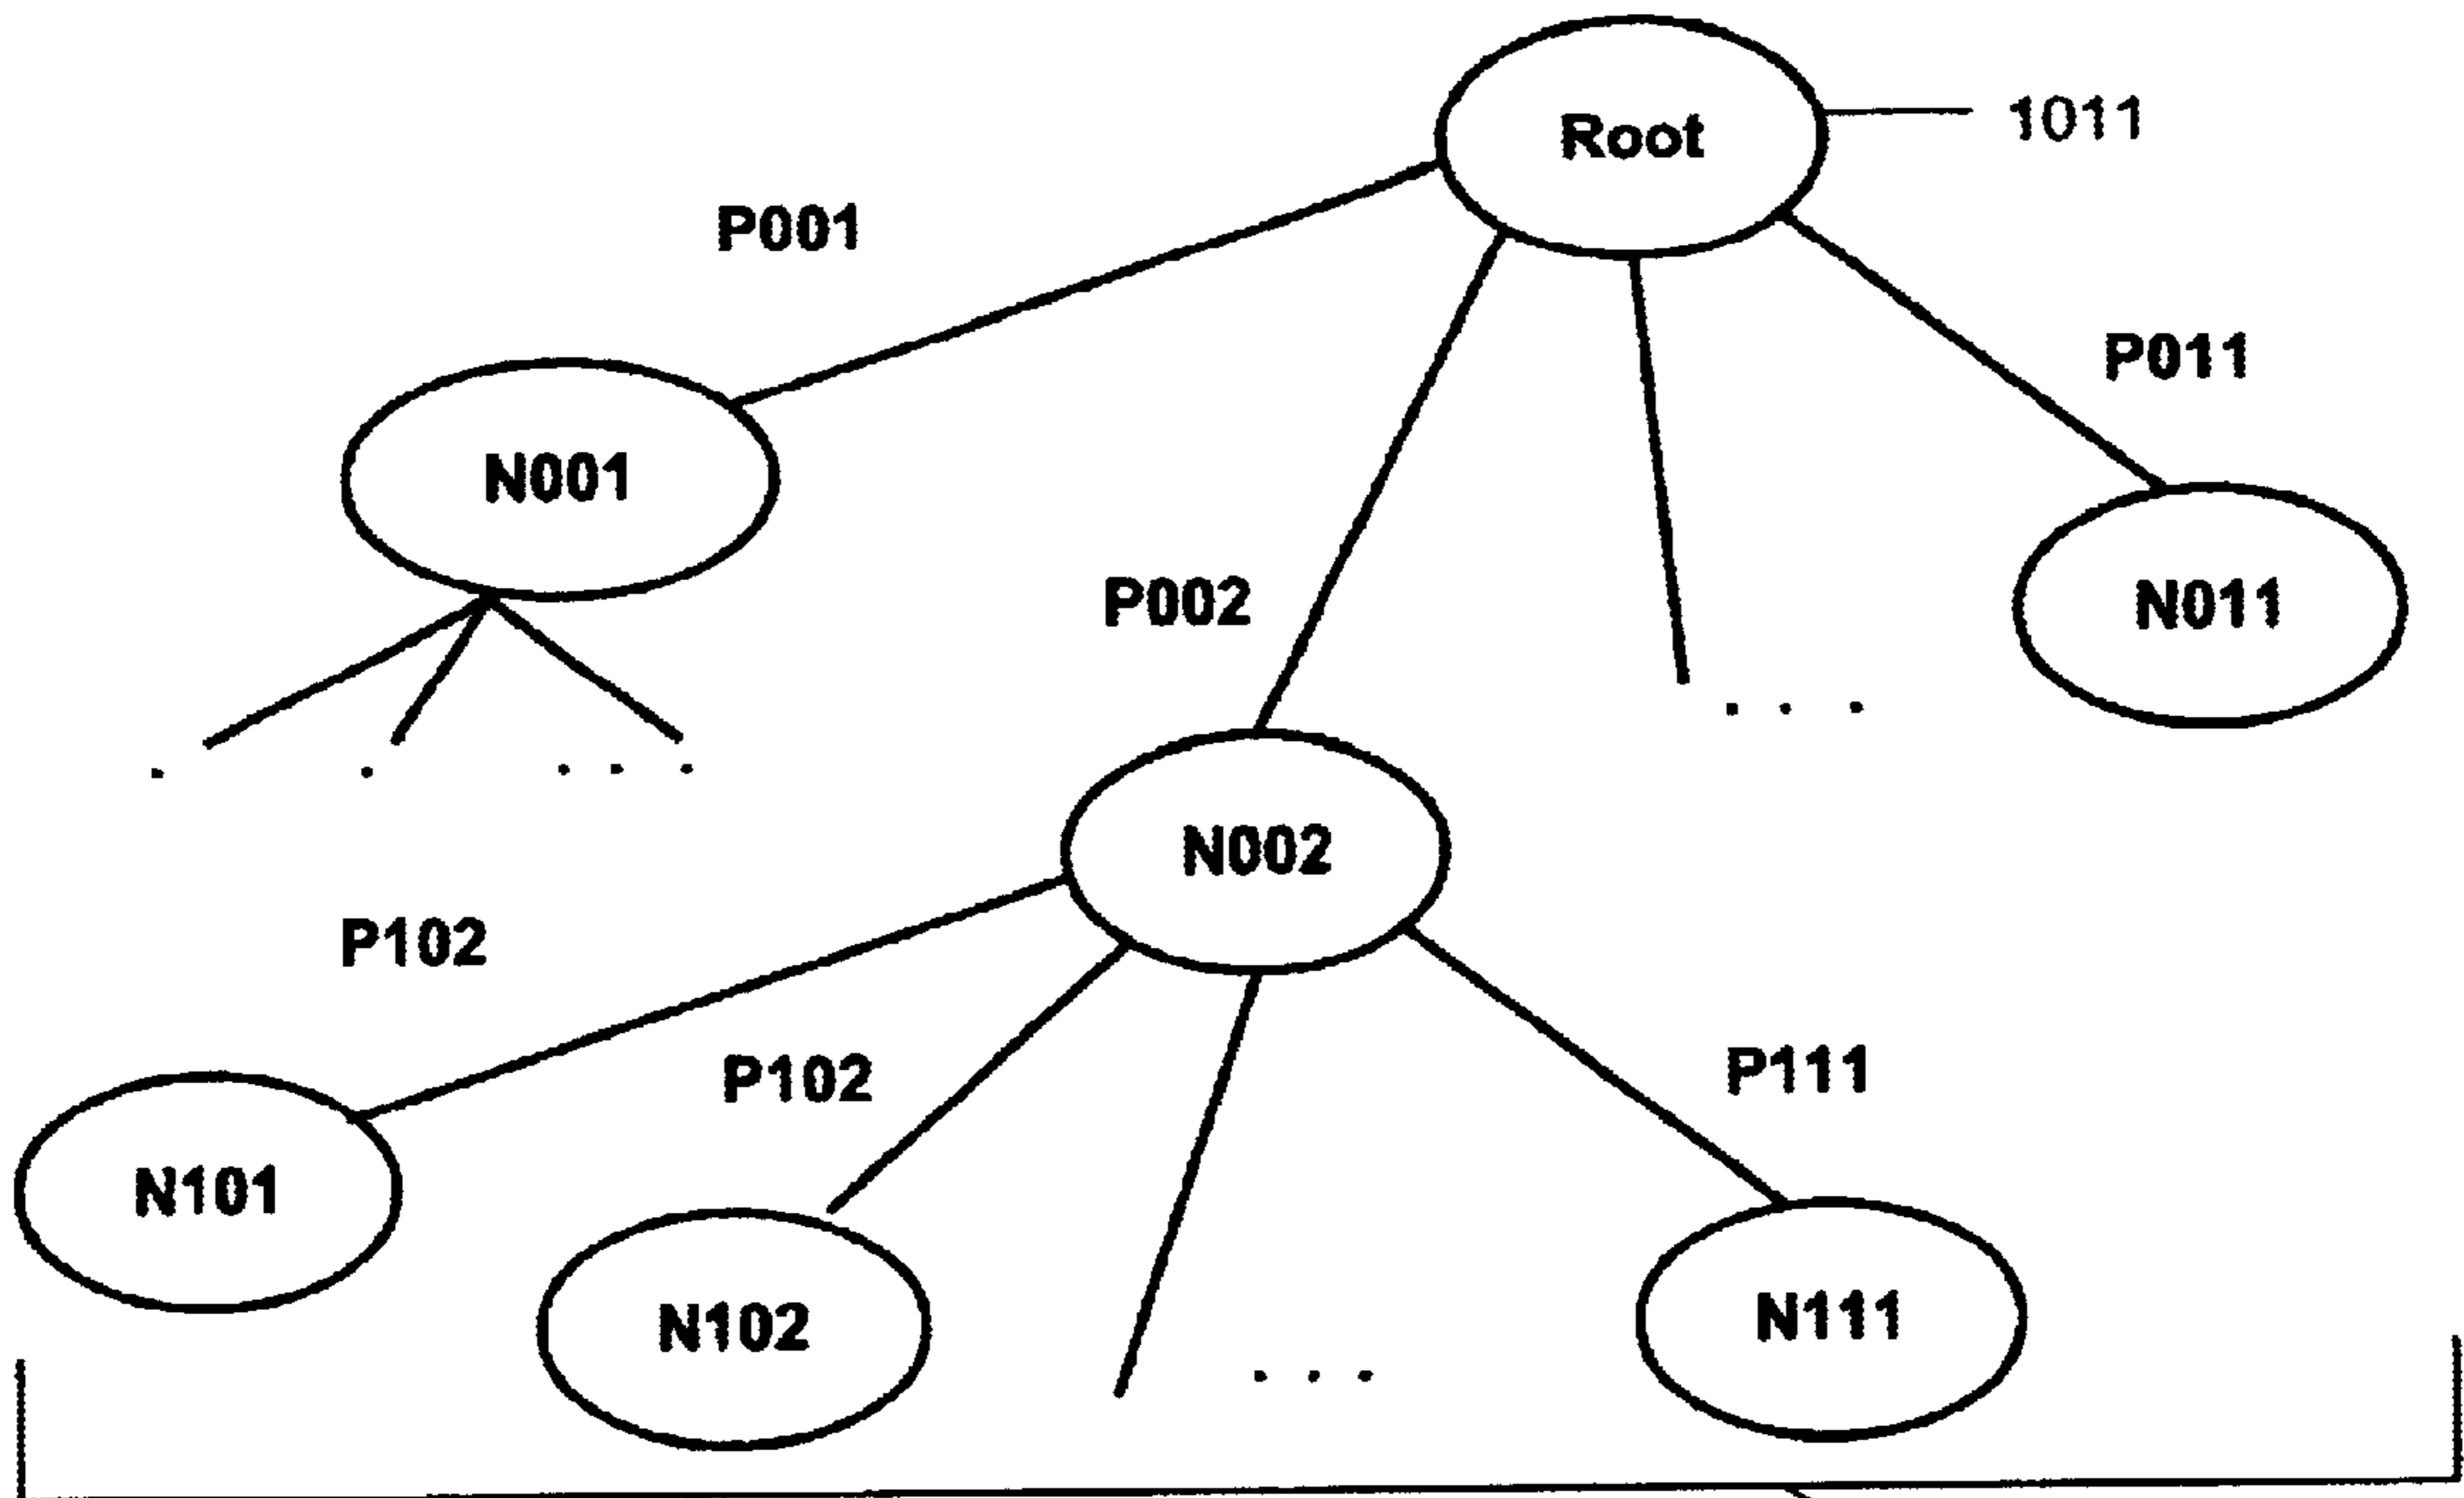 Root
1011
P001
P011
N001
P002
N011
. . .
. . . . .
N002
P102
P102
P111
N101
N102
N111
. . .